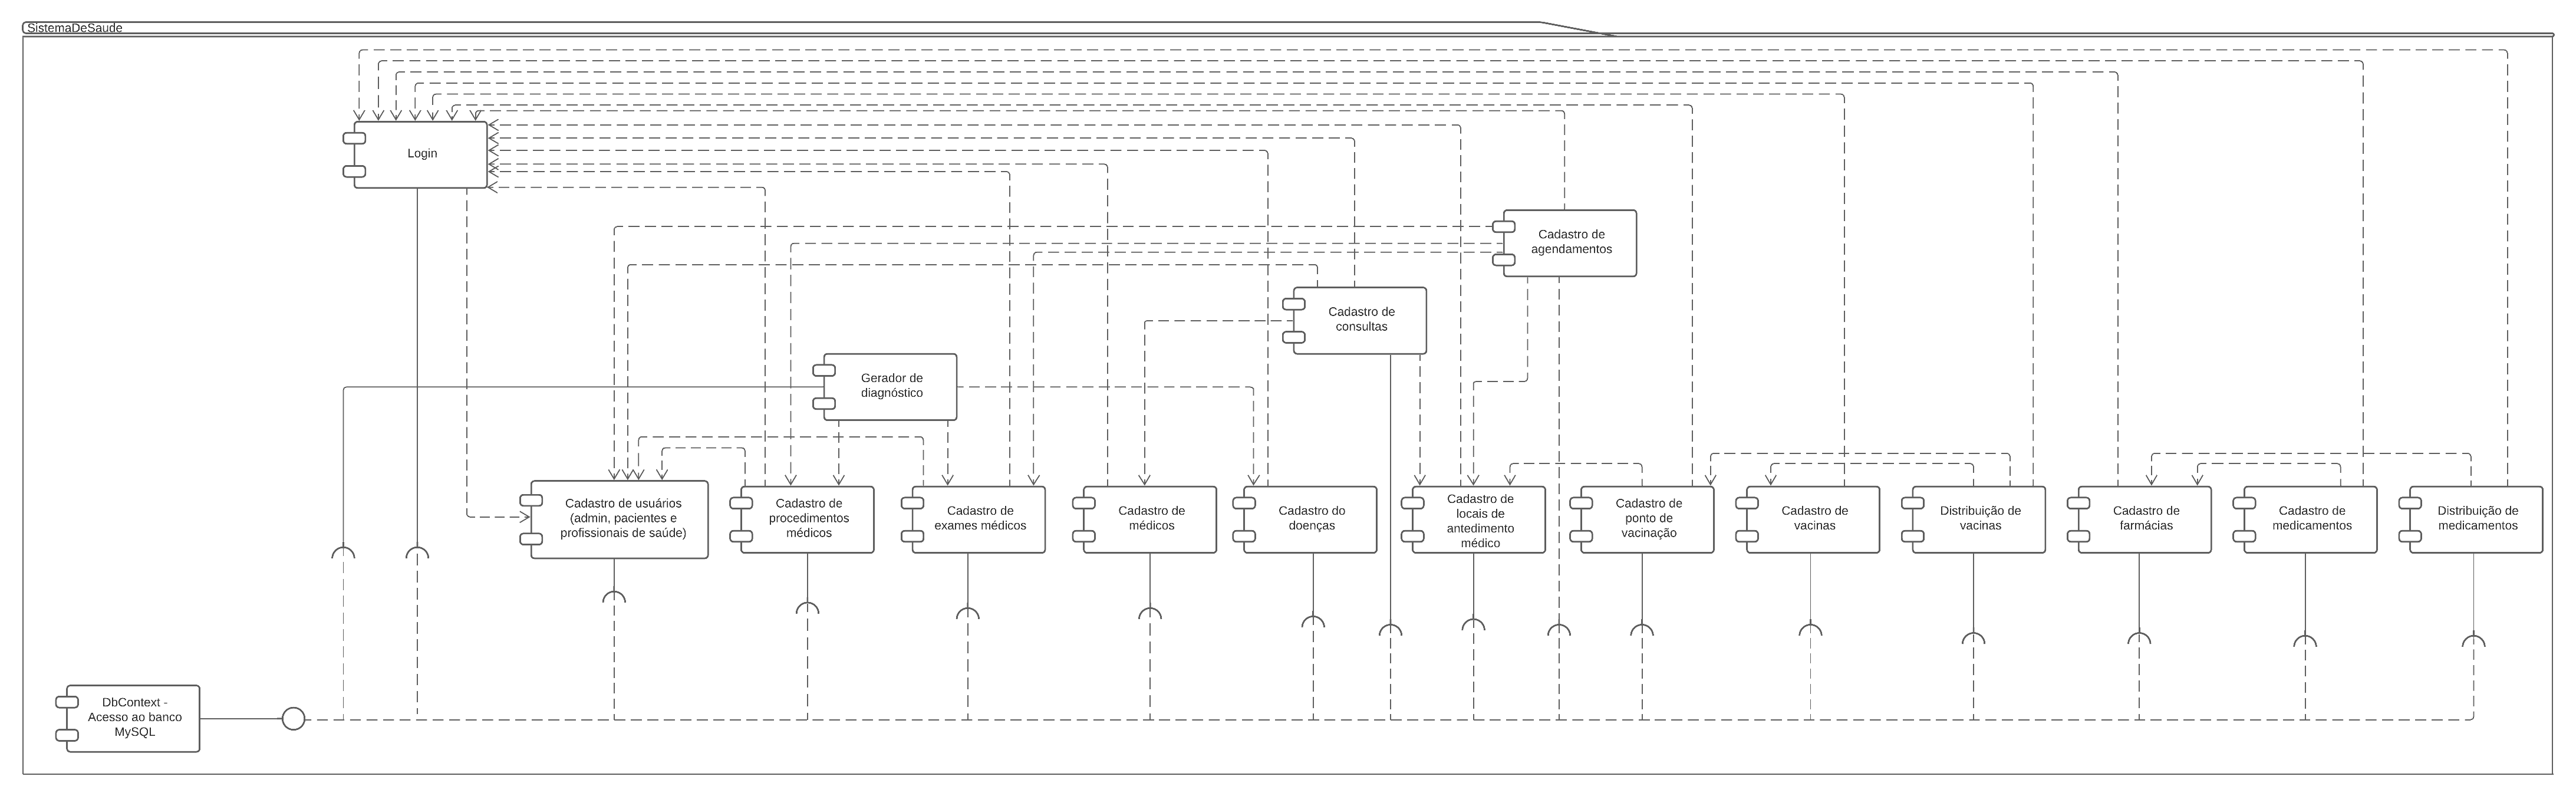 SistemaDeSaude
Login
Cadastro de
agendamentos
Cadastro de
consultas
Gerador de
diagnóstico
Cadastro de usuários
(admin, pacientes e
profissionais de saúde)
Cadastro de
procedimentos
médicos
Cadastro de
exames médicos
Cadastro de
médicos
Cadastro do
doenças
Cadastro de
locais de
antedimento
médico
Cadastro de
ponto de
vacinação
Cadastro de
vacinas
Distribuição de
vacinas
Cadastro de
farmácias
Cadastro de
medicamentos
Distribuição de
medicamentos
DbContext -
Acesso ao banco
MySQL